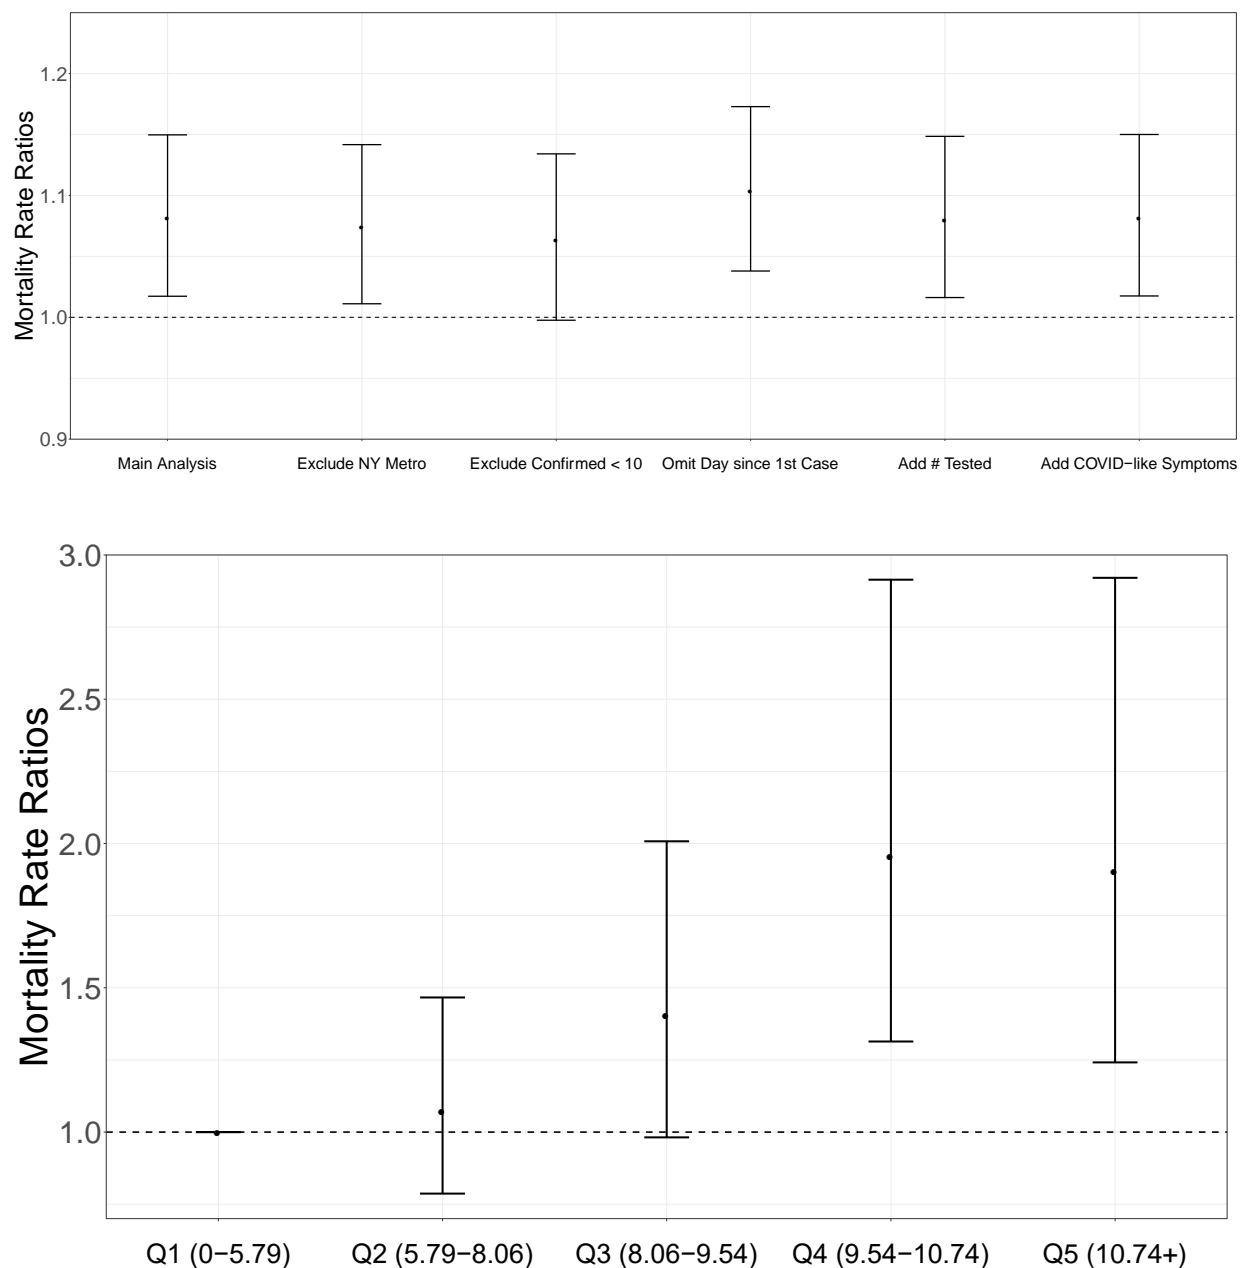 Mortality Rate Ratios
1.2
1.1
1.0
0.9
Main Analysis Exclude NY Metro Exclude Confirmed < 10 Omit Day since 1st Case Add # Tested Add COVID−like Symptoms
Mortality Rate Ratios
3.0
2.5
2.0
1.5
1.0
Q1 (0−5.79) Q2 (5.79−8.06) Q3 (8.06−9.54) Q4 (9.54−10.74) Q5 (10.74+)